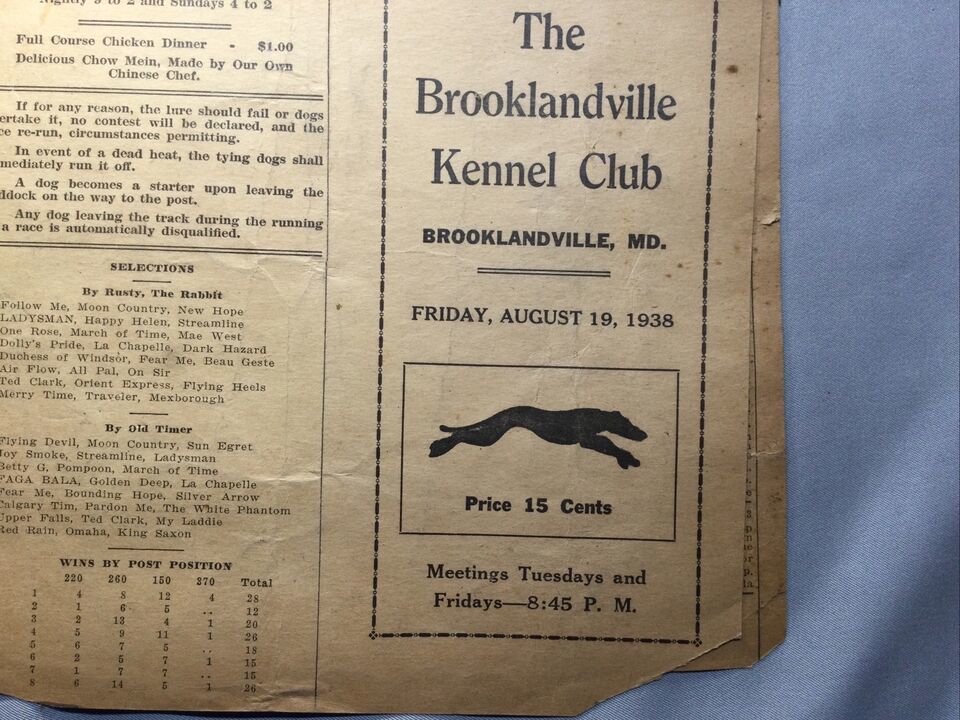 Nightly 9 to 2 and Sundays 4 to 2
Full Course Chicken Dinner - $1.00
Delicious Chow Mein, Made by Our Own
Chinese Chef.
If for any reason, the lure should fail or dogs
ertake it, no contest will be declared, and the
ce re-run, circumstances permitting.
In event of a dead heat, the tying dogs shall
mediately run it off.
A dog becomes a starter upon leaving the
ddock on the way to the post.
Any dog leaving the track during the running
a race is automatically disqualified.
SELECTIONS
By Rusty, The Rabbit
Follow Me, Moon Country, New Hope
LADYSMAN, Happy Helen, Streamline
One Rose, March of Time, Mae West
Dolly's Pride, La Chapelle, Dark Hazard
Duchess of Windsor, Fear Me, Beau Geste
Air Flow, All Pal, On Sir
Ted Clark, Orient Express, Flying Heels
Merry Time, Traveler, Mexborough
By Old Timer
Flying Devil, Moon Country, Sun Egret
Joy Smoke, Streamline, Ladysman
Betty G, Pompoon, March of Time
FAGA BALA, Golden Deep, La Chapelle
Fear Me, Bounding Hope, Silver Arrow
Calgary Tim, Pardon Me, The White Phantom
Upper Falls, Ted Clark, My Laddie
Red Rain, Omaha, King Saxon
WINS BY POST POSITION
220 260 150 370 Total
1 4 8 12 4 28
2 1 6 5 .. 12
3 2 13 4 1 20
4 5 9 11 1 26
5 6 7 5 .. 18
6 2 5 7 1 15
7 1 7 7 .. 15
8 6 14 5 1 26
The
Brooklandville
Kennel Club
BROOKLANDVILLE, MD.
FRIDAY, AUGUST 19, 1938
Price 15 Cents
Meetings Tuesdays and
Fridays—8:45 P. M.